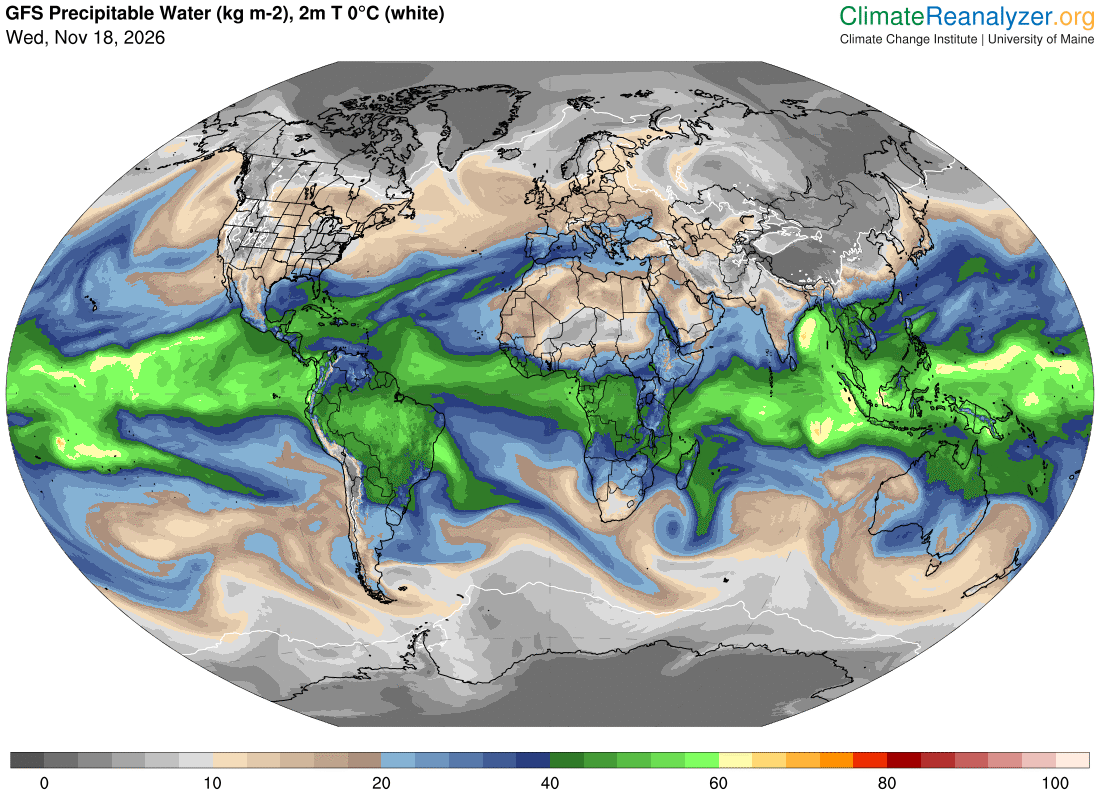 GFS Precipitable Water (kg m-2), 2m T 0°C (white)
Wed, Nov 18, 2026
ClimateReanalyzer.org
Climate Change Institute | University of Maine
0 10 20 40 60 80 100